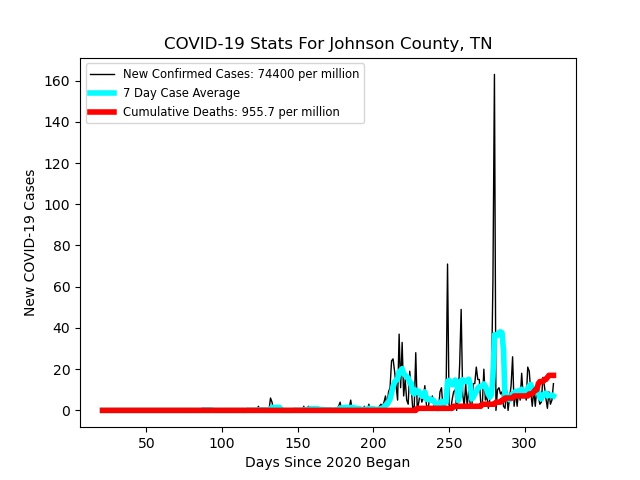 COVID-19 Stats For Johnson County, TN
New Confirmed Cases: 74400 per million
7 Day Case Average
Cumulative Deaths: 955.7 per million
New COVID-19 Cases
160
140
120
100
80
60
40
20
0
50 100 150 200 250 300
Days Since 2020 Began